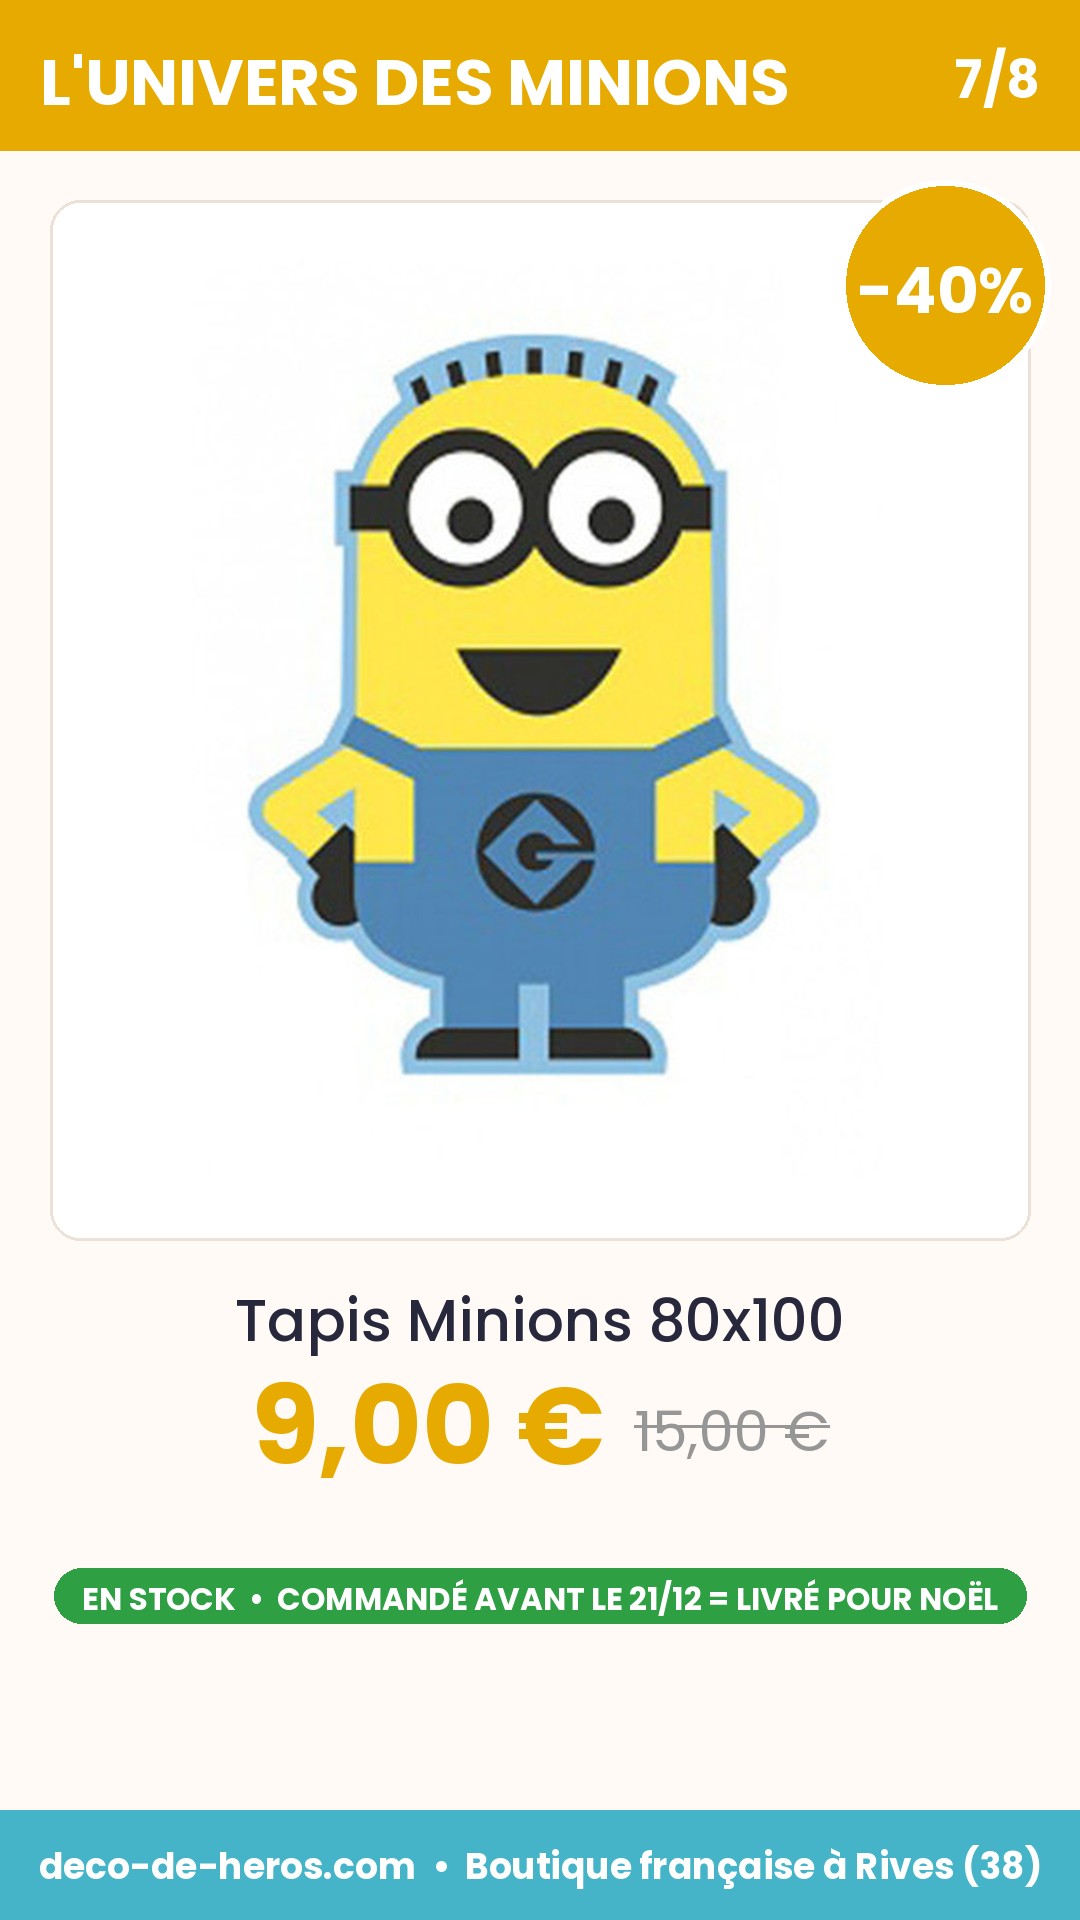 L'UNIVERS DES MINIONS 7/8
-40%
G
Tapis Minions 80x100
9,00 € 15,00 €
EN STOCK • COMMANDÉ AVANT LE 21/12 = LIVRÉ POUR NOËL
deco-de-heros.com • Boutique française à Rives (38)